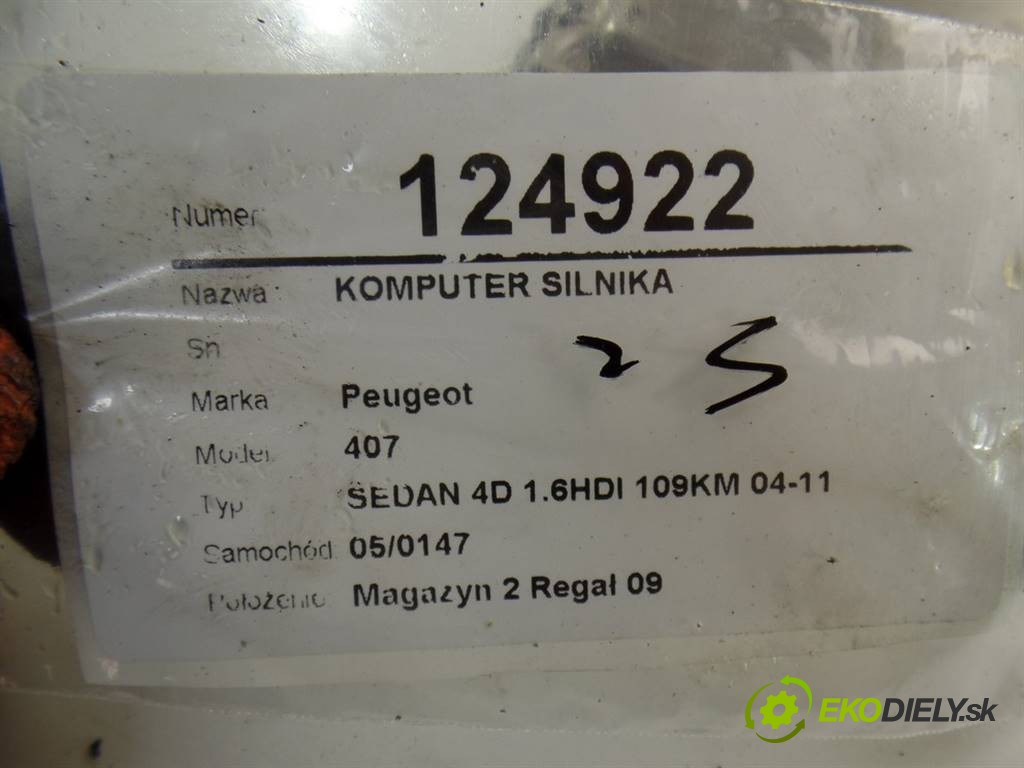 Numer 124922
Nazwa KOMPUTER SILNIKA
Sn
2 S
Marka Peugeot
Model 407
Typ SEDAN 4D 1.6HDI 109KM 04-11
Samochód 05/0147
Położenie Magazyn 2 Regał 09
EKODIELY.sk